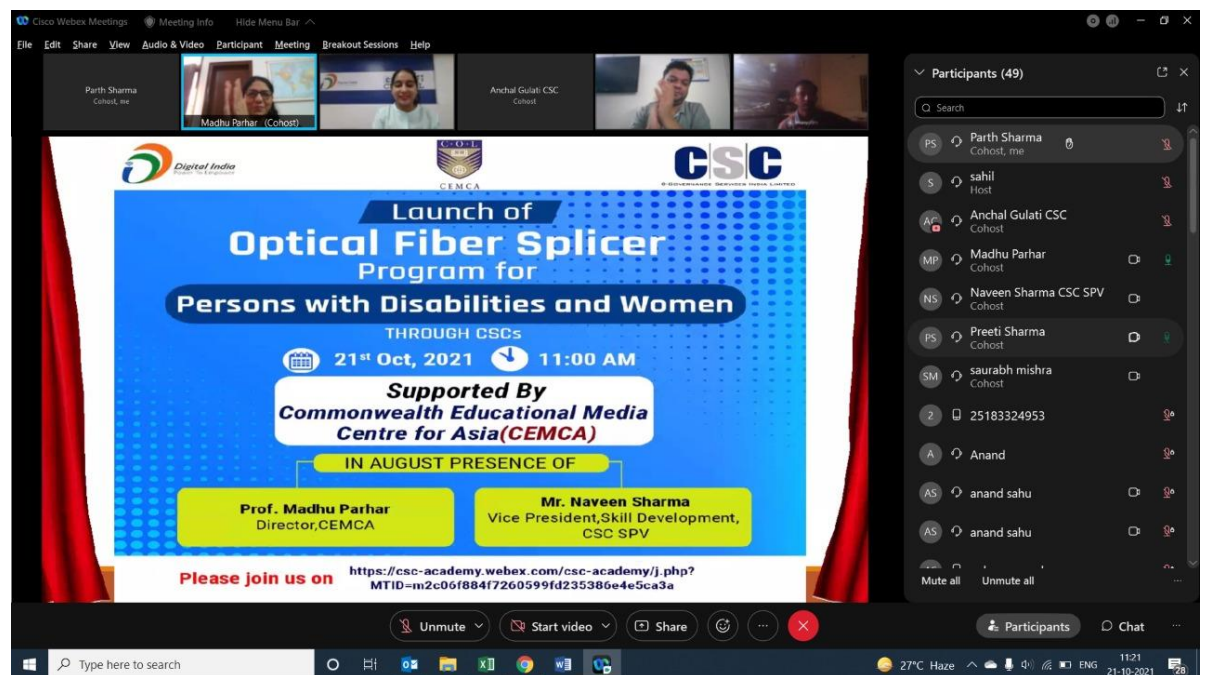 Cisco Webex Meetings Meeting Info Hide Menu Bar
File Edit Share View Audio & Video Participant Meeting Breakout Sessions Help
Parth Sharma
Cohost, me
Madhu Parhar (Cohost)
Anchal Gulati CSC
Cohost
Digital India
Power To Empower
C·O·L
CEMCA
CSC
E-GOVERNANCE SERVICES INDIA LIMITED
Launch of
Optical Fiber Splicer
Program for
Persons with Disabilities and Women
THROUGH CSCs
21st Oct, 2021 11:00 AM
Supported By
Commonwealth Educational Media
Centre for Asia(CEMCA)
IN AUGUST PRESENCE OF
Prof. Madhu Parhar
Director,CEMCA
Mr. Naveen Sharma
Vice President,Skill Development,
CSC SPV
Please join us on
https://csc-academy.webex.com/csc-academy/j.php?
MTID=m2c06f884f7260599fd235386e4e5ca3a
Participants (49)
Search
PS Parth Sharma
Cohost, me
S sahil
Host
AG Anchal Gulati CSC
Cohost
MP Madhu Parhar
Cohost
NS Naveen Sharma CSC SPV
Cohost
PS Preeti Sharma
Cohost
SM saurabh mishra
Cohost
2 25183324953
A Anand
AS anand sahu
AS anand sahu
Mute all Unmute all
Unmute Start video Share Participants Chat
Type here to search
27°C Haze ENG 11:21
21-10-2021
28